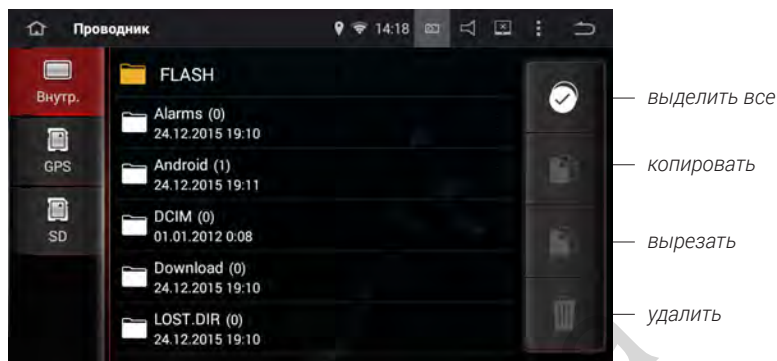 Проводник
14:18
Внутр.
GPS
SD
FLASH
Alarms (0)
24.12.2015 19:10
Android (1)
24.12.2015 19:11
DCIM (0)
01.01.2012 0:08
Download (0)
24.12.2015 19:10
LOST.DIR (0)
24.12.2015 19:10
выделить все
копировать
вырезать
удалить